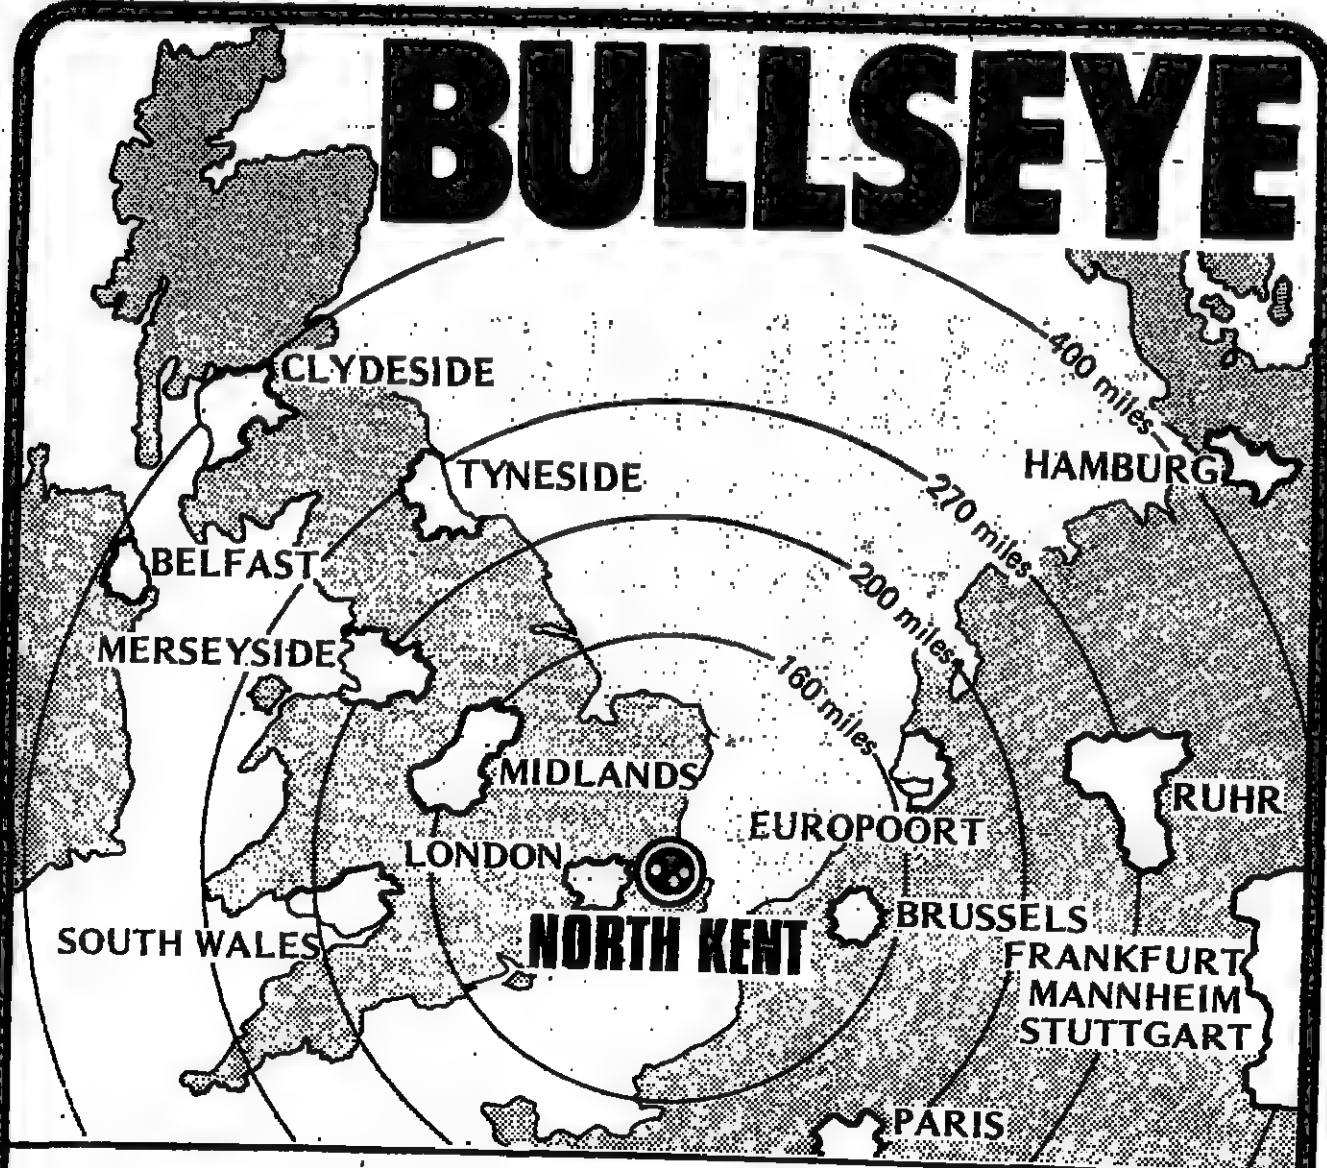 BULLSEYE
CLYDESIDE
400 miles
TYNESIDE
HAMBURG
270 miles
BELFAST
200 miles
MERSEYSIDE
160 miles
MIDLANDS
RUHR
EUROPOORT
LONDON
BRUSSELS
NORTH KENT
SOUTH WALES
FRANKFURT
MANNHEIM
STUTTGART
PARIS